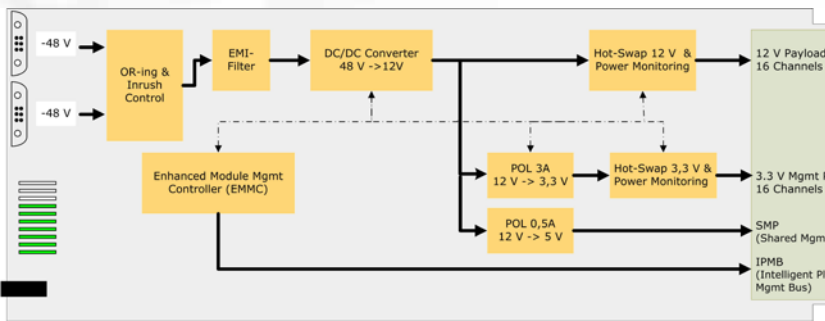 -48 V
-48 V
OR-ing &
Inrush
Control
EMI-
Filter
DC/DC Converter
48 V ->12V
Hot-Swap 12 V &
Power Monitoring
12 V Payload
16 Channels
Enhanced Module Mgmt
Controller (EMMC)
POL 3A
12 V -> 3,3 V
Hot-Swap 3,3 V &
Power Monitoring
3.3 V Mgmt
16 Channels
POL 0,5A
12 V -> 5 V
SMP
(Shared Mgm
IPMB
(Intelligent Pl
Mgmt Bus)